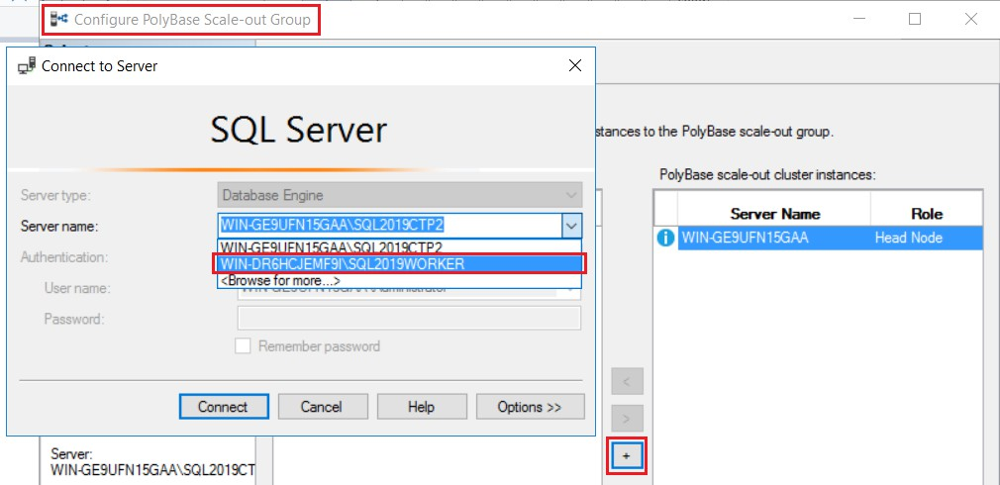 Configure PolyBase Scale-out Group
Connect to Server
SQL Server
Server type:
Database Engine
Server name:
WIN-GE9UFN15GAA\SQL2019CTP2
WIN-GE9UFN15GAA\SQL2019CTP2
WIN-DR6HCJEMF9I\SQL2019WORKER
<Browse for more...>
Authentication:
User name:
Password:
Remember password
Connect
Cancel
Help
Options >>
stances to the PolyBase scale-out group.
PolyBase scale-out cluster instances:
Server Name Role
WIN-GE9UFN15GAA Head Node
<
>
+
Server:
WIN-GE9UFN15GAA\SQL2019CT